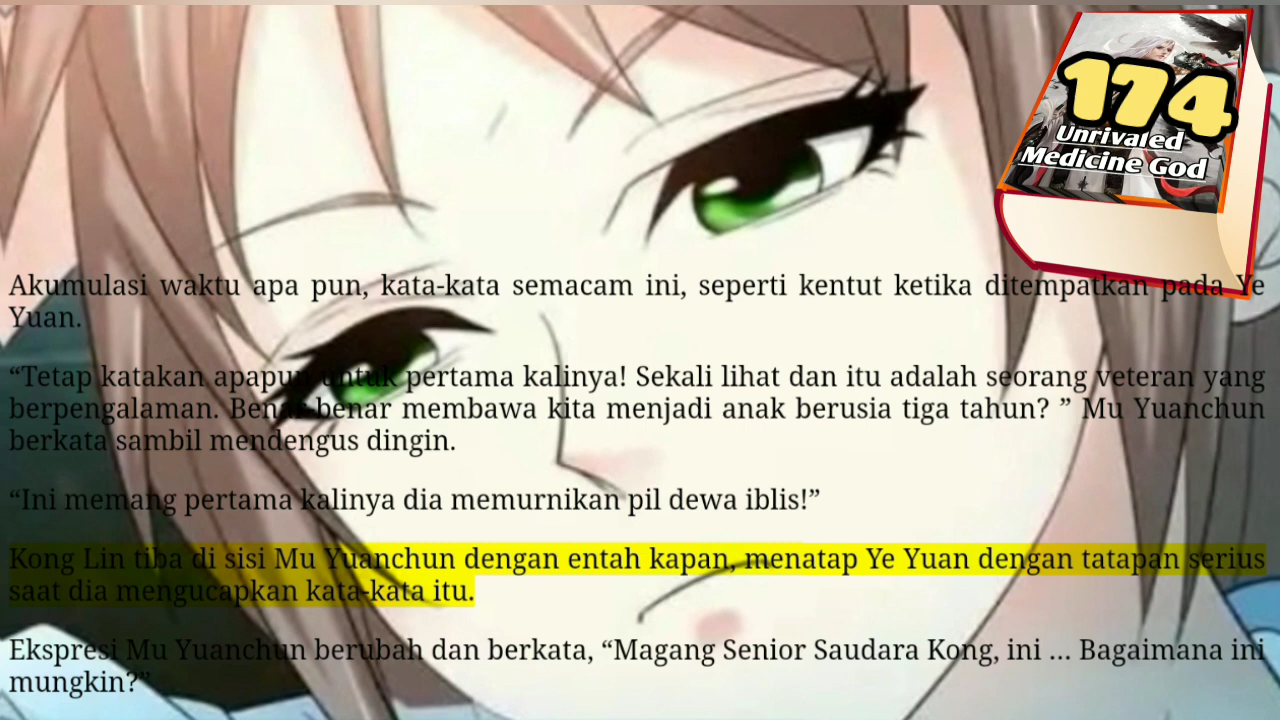 174
Unrivaled
Medicine God
Akumulasi waktu apa pun, kata-kata semacam ini, seperti kentut ketika ditempatkan pada Ye
Yuan.
“Tetap katakan apapun untuk pertama kalinya! Sekali lihat dan itu adalah seorang veteran yang
berpengalaman. Benar-benar membawa kita menjadi anak berusia tiga tahun? ” Mu Yuanchun
berkata sambil mendengus dingin.
“Ini memang pertama kalinya dia memurnikan pil dewa iblis!”
Kong Lin tiba di sisi Mu Yuanchun dengan entah kapan, menatap Ye Yuan dengan tatapan serius
saat dia mengucapkan kata-kata itu.
Ekspresi Mu Yuanchun berubah dan berkata, “Magang Senior Saudara Kong, ini ... Bagaimana ini
mungkin?”